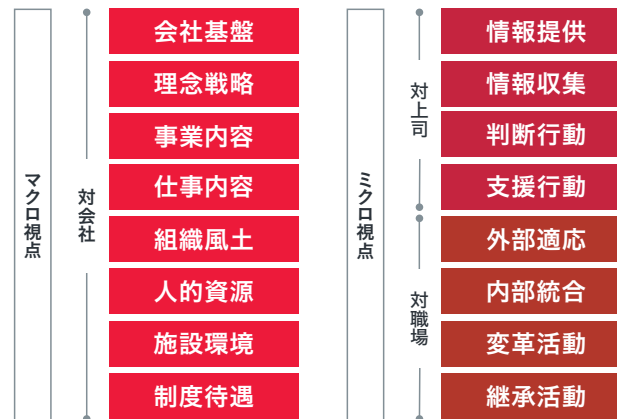 マクロ視点
対会社
会社基盤
理念戦略
事業内容
仕事内容
組織風土
人的資源
施設環境
制度待遇
ミクロ視点
対上司
情報提供
情報収集
判断行動
支援行動
対職場
外部適応
内部統合
変革活動
継承活動